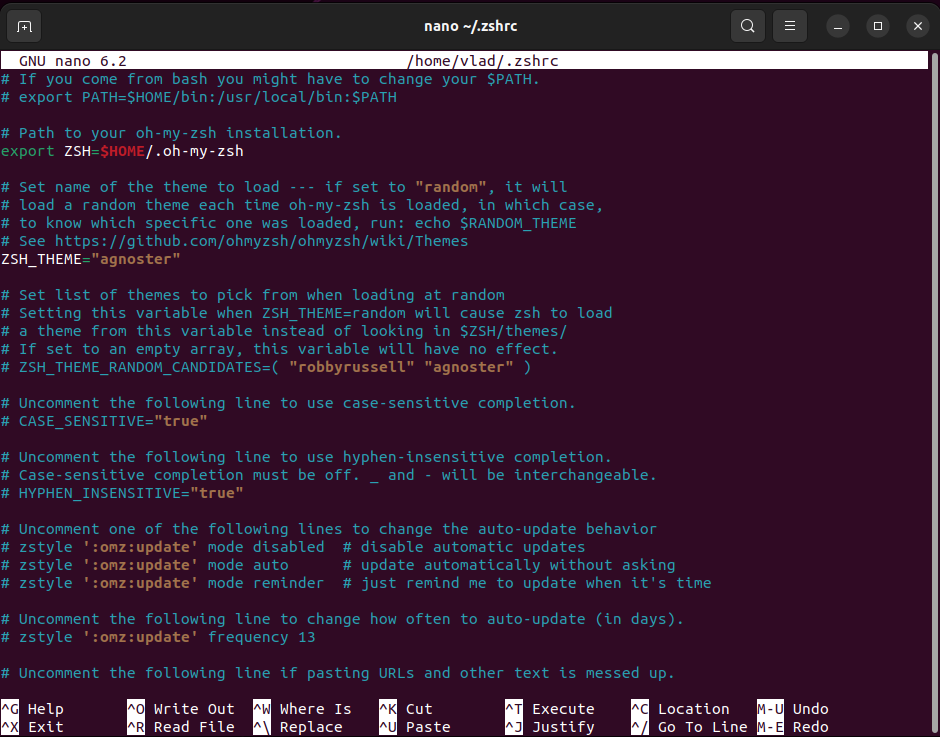 nano ~/.zshrc
GNU nano 6.2 /home/vlad/.zshrc
# If you come from bash you might have to change your $PATH.
# export PATH=$HOME/bin:/usr/local/bin:$PATH
# Path to your oh-my-zsh installation.
export ZSH=$HOME/.oh-my-zsh
# Set name of the theme to load --- if set to "random", it will
# load a random theme each time oh-my-zsh is loaded, in which case,
# to know which specific one was loaded, run: echo $RANDOM_THEME
# See https://github.com/ohmyzsh/ohmyzsh/wiki/Themes
ZSH_THEME="agnoster"
# Set list of themes to pick from when loading at random
# Setting this variable when ZSH_THEME=random will cause zsh to load
# a theme from this variable instead of looking in $ZSH/themes/
# If set to an empty array, this variable will have no effect.
# ZSH_THEME_RANDOM_CANDIDATES=( "robbyrussell" "agnoster" )
# Uncomment the following line to use case-sensitive completion.
# CASE_SENSITIVE="true"
# Uncomment the following line to use hyphen-insensitive completion.
# Case-sensitive completion must be off. _ and - will be interchangeable.
# HYPHEN_INSENSITIVE="true"
# Uncomment one of the following lines to change the auto-update behavior
# zstyle ':omz:update' mode disabled  # disable automatic updates
# zstyle ':omz:update' mode auto      # update automatically without asking
# zstyle ':omz:update' mode reminder  # just remind me to update when it's time
# Uncomment the following line to change how often to auto-update (in days).
# zstyle ':omz:update' frequency 13
# Uncomment the following line if pasting URLs and other text is messed up.
^G Help ^O Write Out ^W Where Is ^K Cut ^T Execute ^C Location M-U Undo
^X Exit ^R Read File ^\ Replace ^U Paste ^J Justify ^/ Go To Line M-E Redo